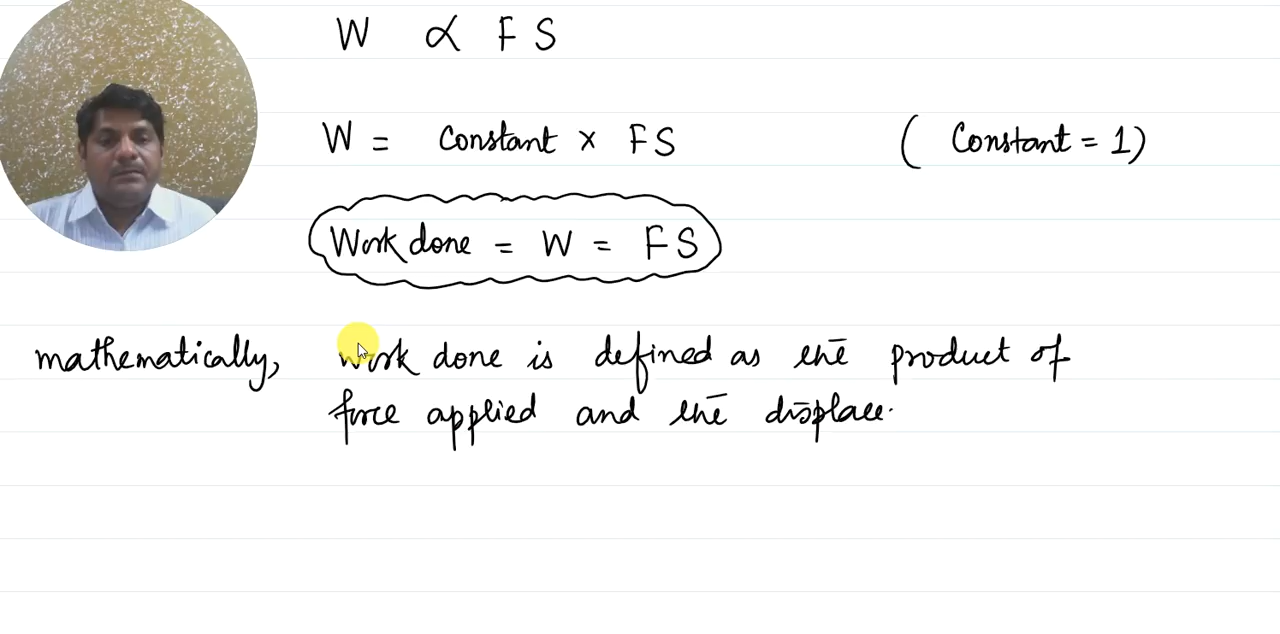 W ∝ F S
W = Constant × FS ( Constant = 1)
Work done = W = FS
mathematically, work done is defined as the product of
force applied and the displace.